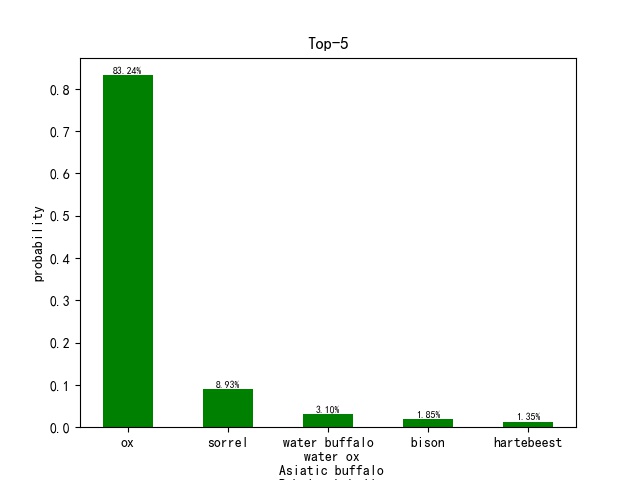 Top-5
probability
0.8
0.7
0.6
0.5
0.4
0.3
0.2
0.1
0.0
83.24%
8.93%
3.10%
1.85%
1.35%
ox
sorrel
water buffalo
water ox
Asiatic buffalo
bison
hartebeest